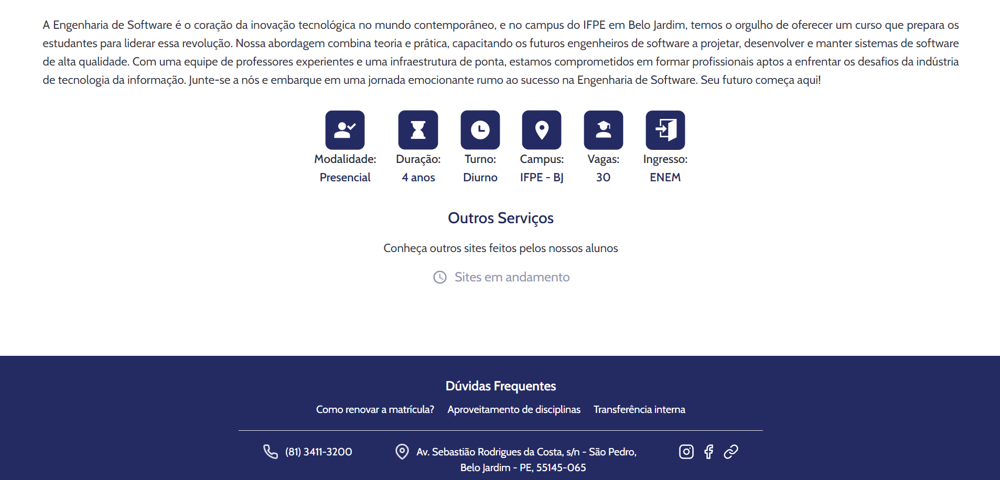 A Engenharia de Software é o coração da inovação tecnológica no mundo contemporâneo, e no campus do IFPE em Belo Jardim, temos o orgulho de oferecer um curso que prepara os
estudantes para liderar essa revolução. Nossa abordagem combina teoria e prática, capacitando os futuros engenheiros de software a projetar, desenvolver e manter sistemas de software
de alta qualidade. Com uma equipe de professores experientes e uma infraestrutura de ponta, estamos comprometidos em formar profissionais aptos a enfrentar os desafios da indústria
de tecnologia da informação. Junte-se a nós e embarque em uma jornada emocionante rumo ao sucesso na Engenharia de Software. Seu futuro começa aqui!
Modalidade:
Presencial
Duração:
4 anos
Turno:
Diurno
Campus:
IFPE - BJ
Vagas:
30
Ingresso:
ENEM
Outros Serviços
Conheça outros sites feitos pelos nossos alunos
Sites em andamento
Dúvidas Frequentes
Como renovar a matrícula? Aproveitamento de disciplinas Transferência interna
(81) 3411-3200
Av. Sebastião Rodrigues da Costa, s/n - São Pedro,
Belo Jardim - PE, 55145-065